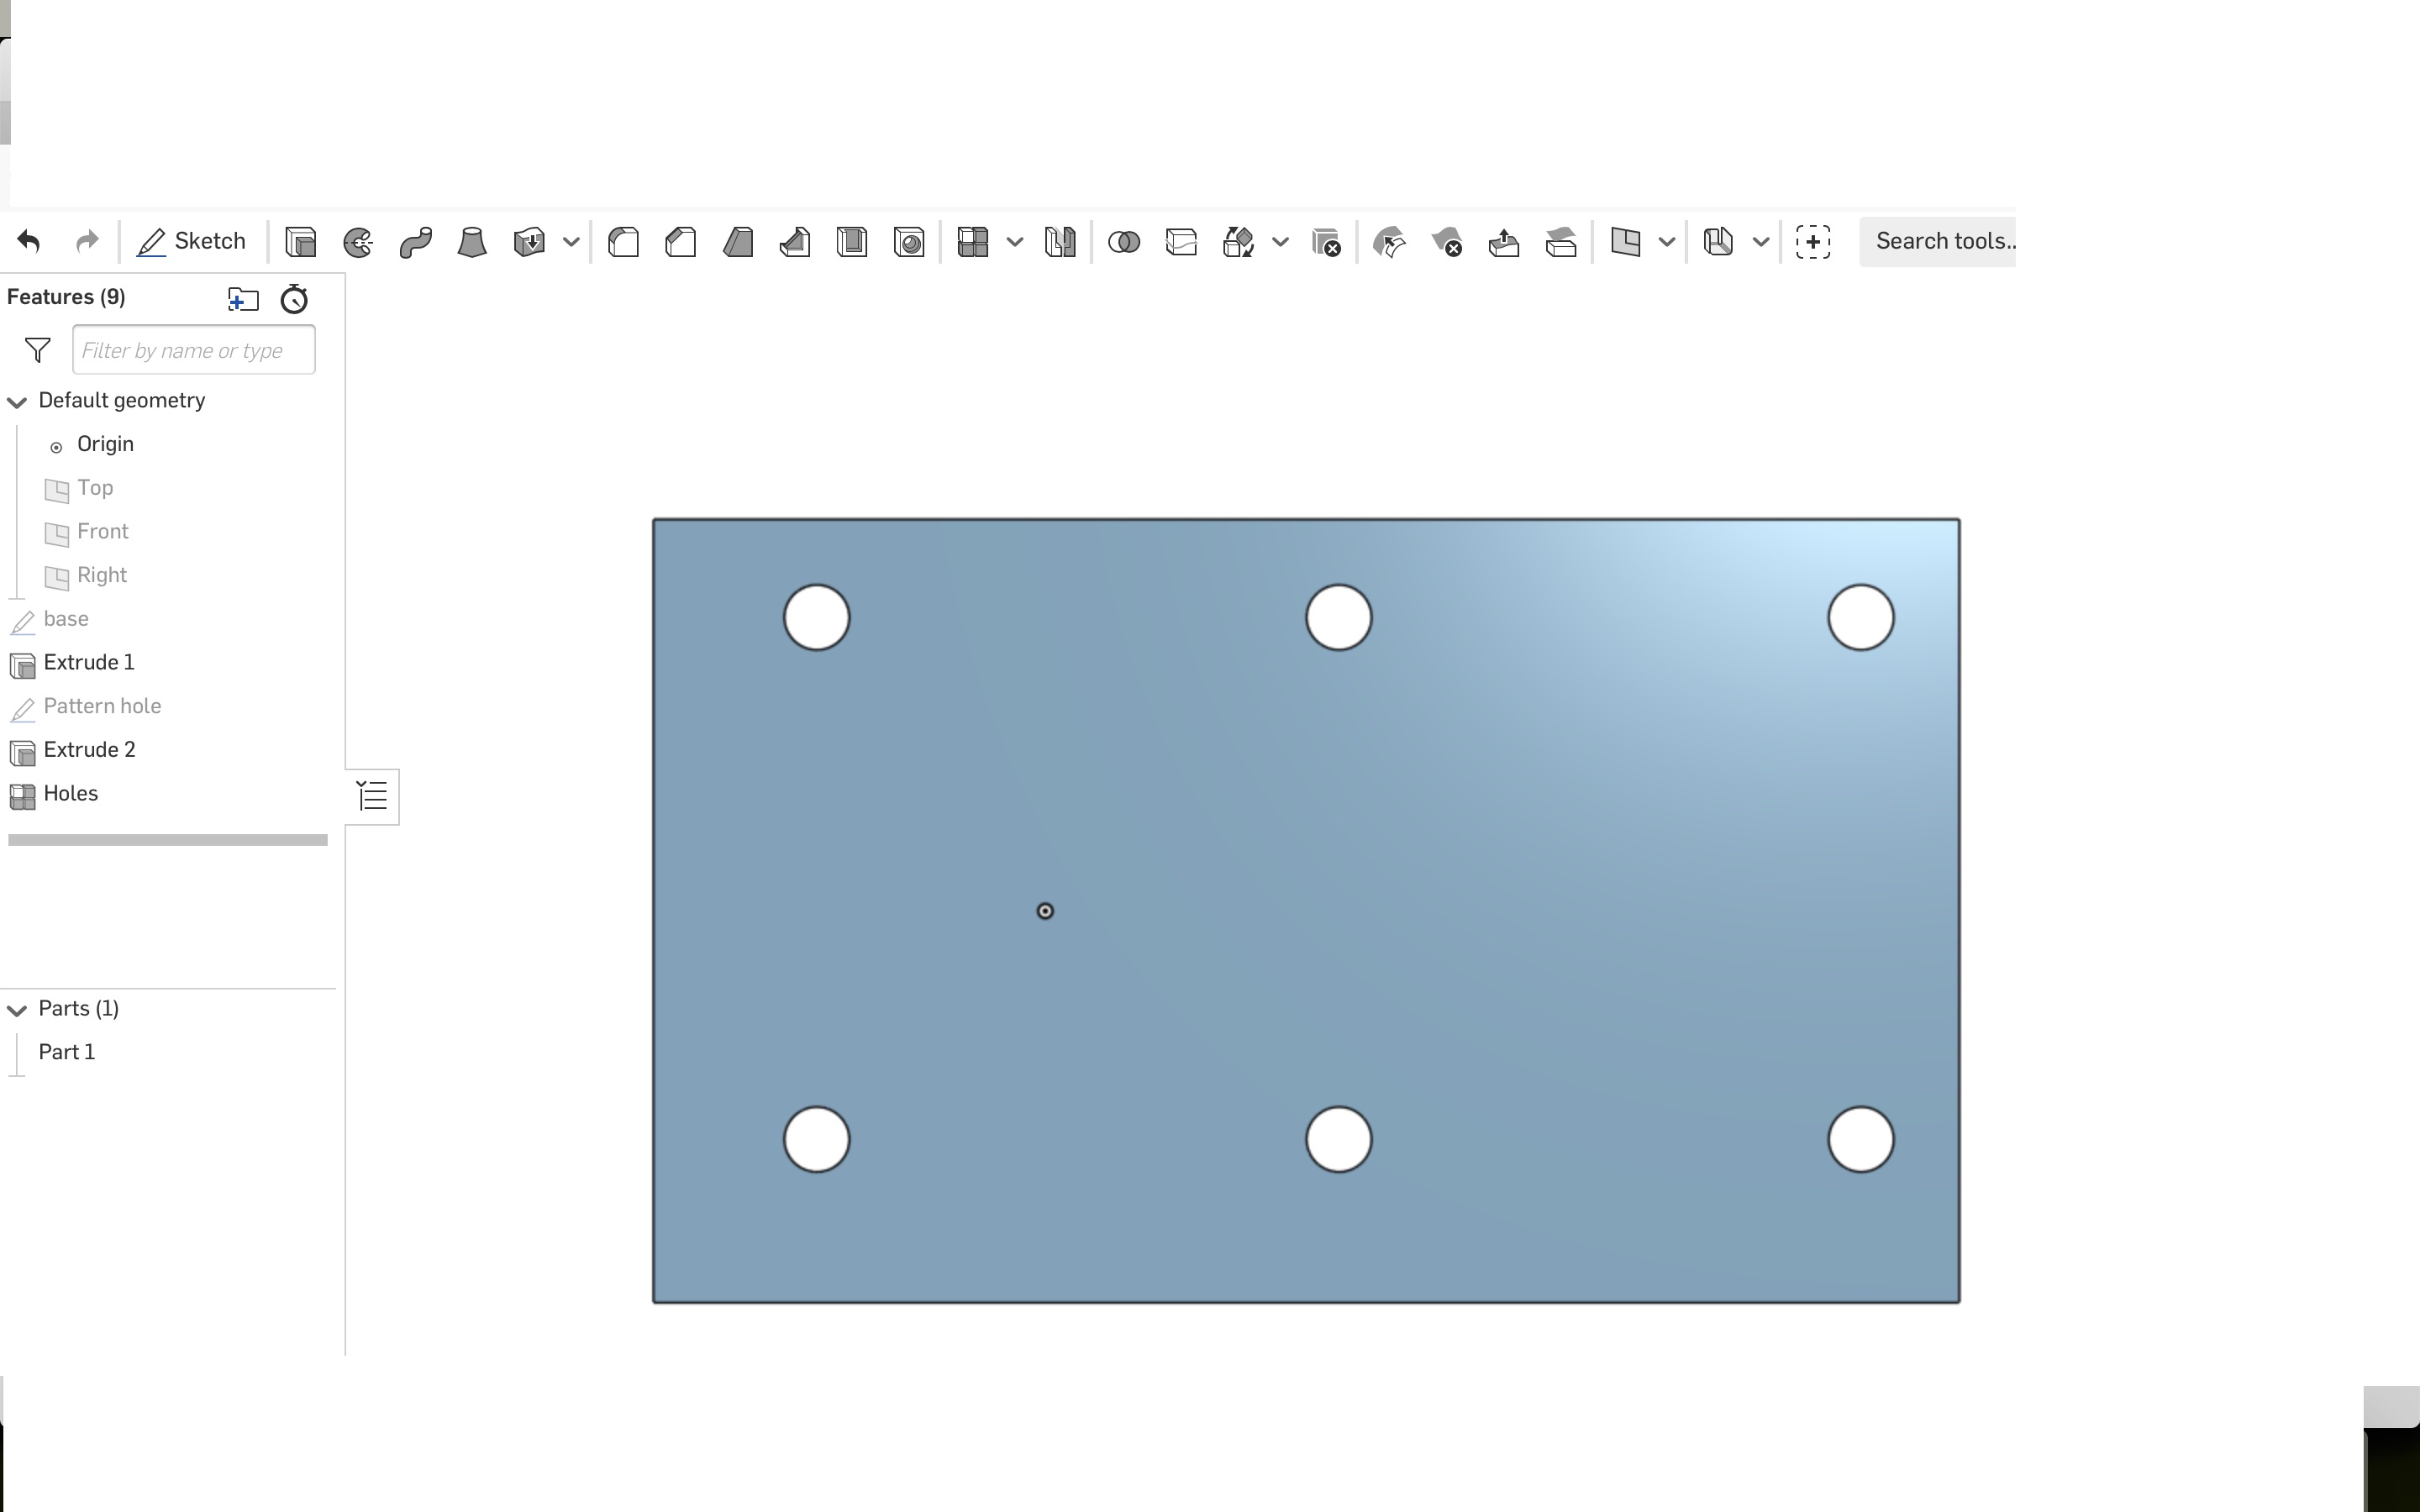 Sketch
Search tools..
Features (9)
Filter by name or type
Default geometry
Origin
Top
Front
Right
base
Extrude 1
Pattern hole
Extrude 2
Holes
Parts (1)
Part 1